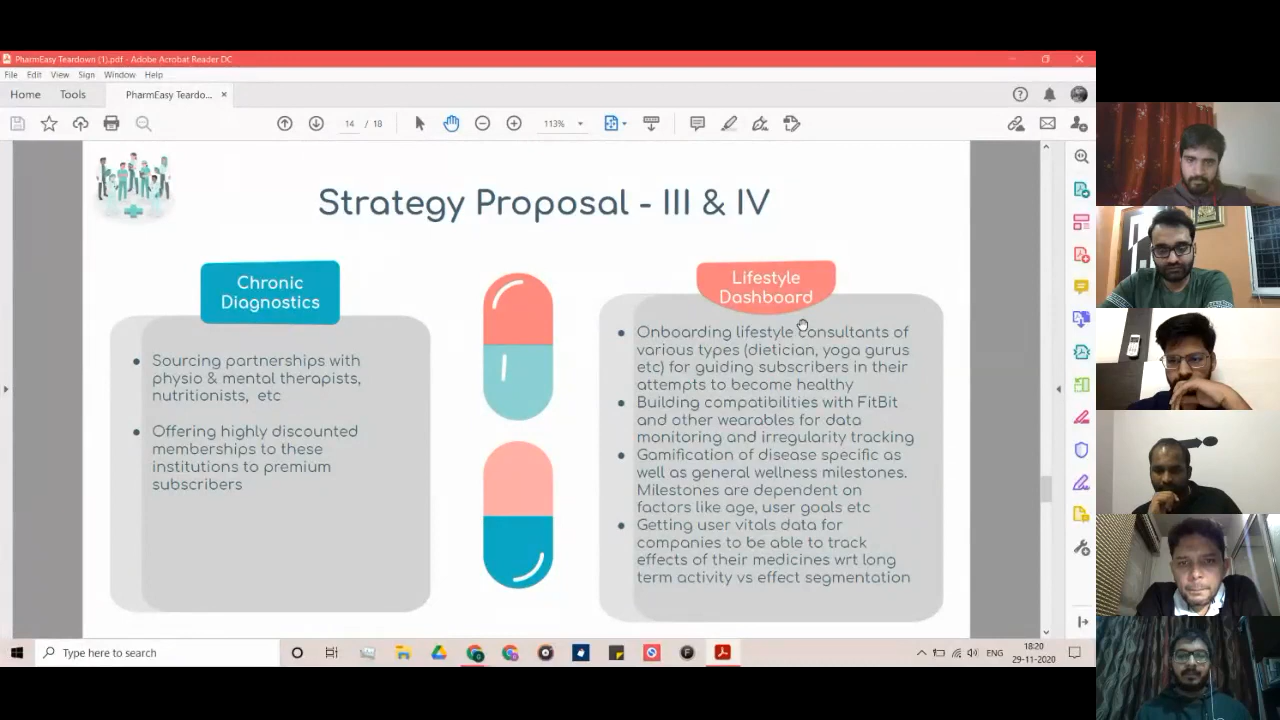 PharmEasy Teardown (1).pdf - Adobe Acrobat Reader DC
File Edit View Sign Window Help
Home Tools PharmEasy Teardo... ×
14 / 18 113%
Strategy Proposal - III & IV
Chronic
Diagnostics
• Sourcing partnerships with
physio & mental therapists,
nutritionists, etc
• Offering highly discounted
memberships to these
institutions to premium
subscribers
Lifestyle
Dashboard
• Onboarding lifestyle consultants of
various types (dietician, yoga gurus
etc) for guiding subscribers in their
attempts to become healthy
• Building compatibilities with FitBit
and other wearables for data
monitoring and irregularity tracking
• Gamification of disease specific as
well as general wellness milestones.
Milestones are dependent on
factors like age, user goals etc
• Getting user vitals data for
companies to be able to track
effects of their medicines wrt long
term activity vs effect segmentation
Type here to search
ENG
18:20
29-11-2020